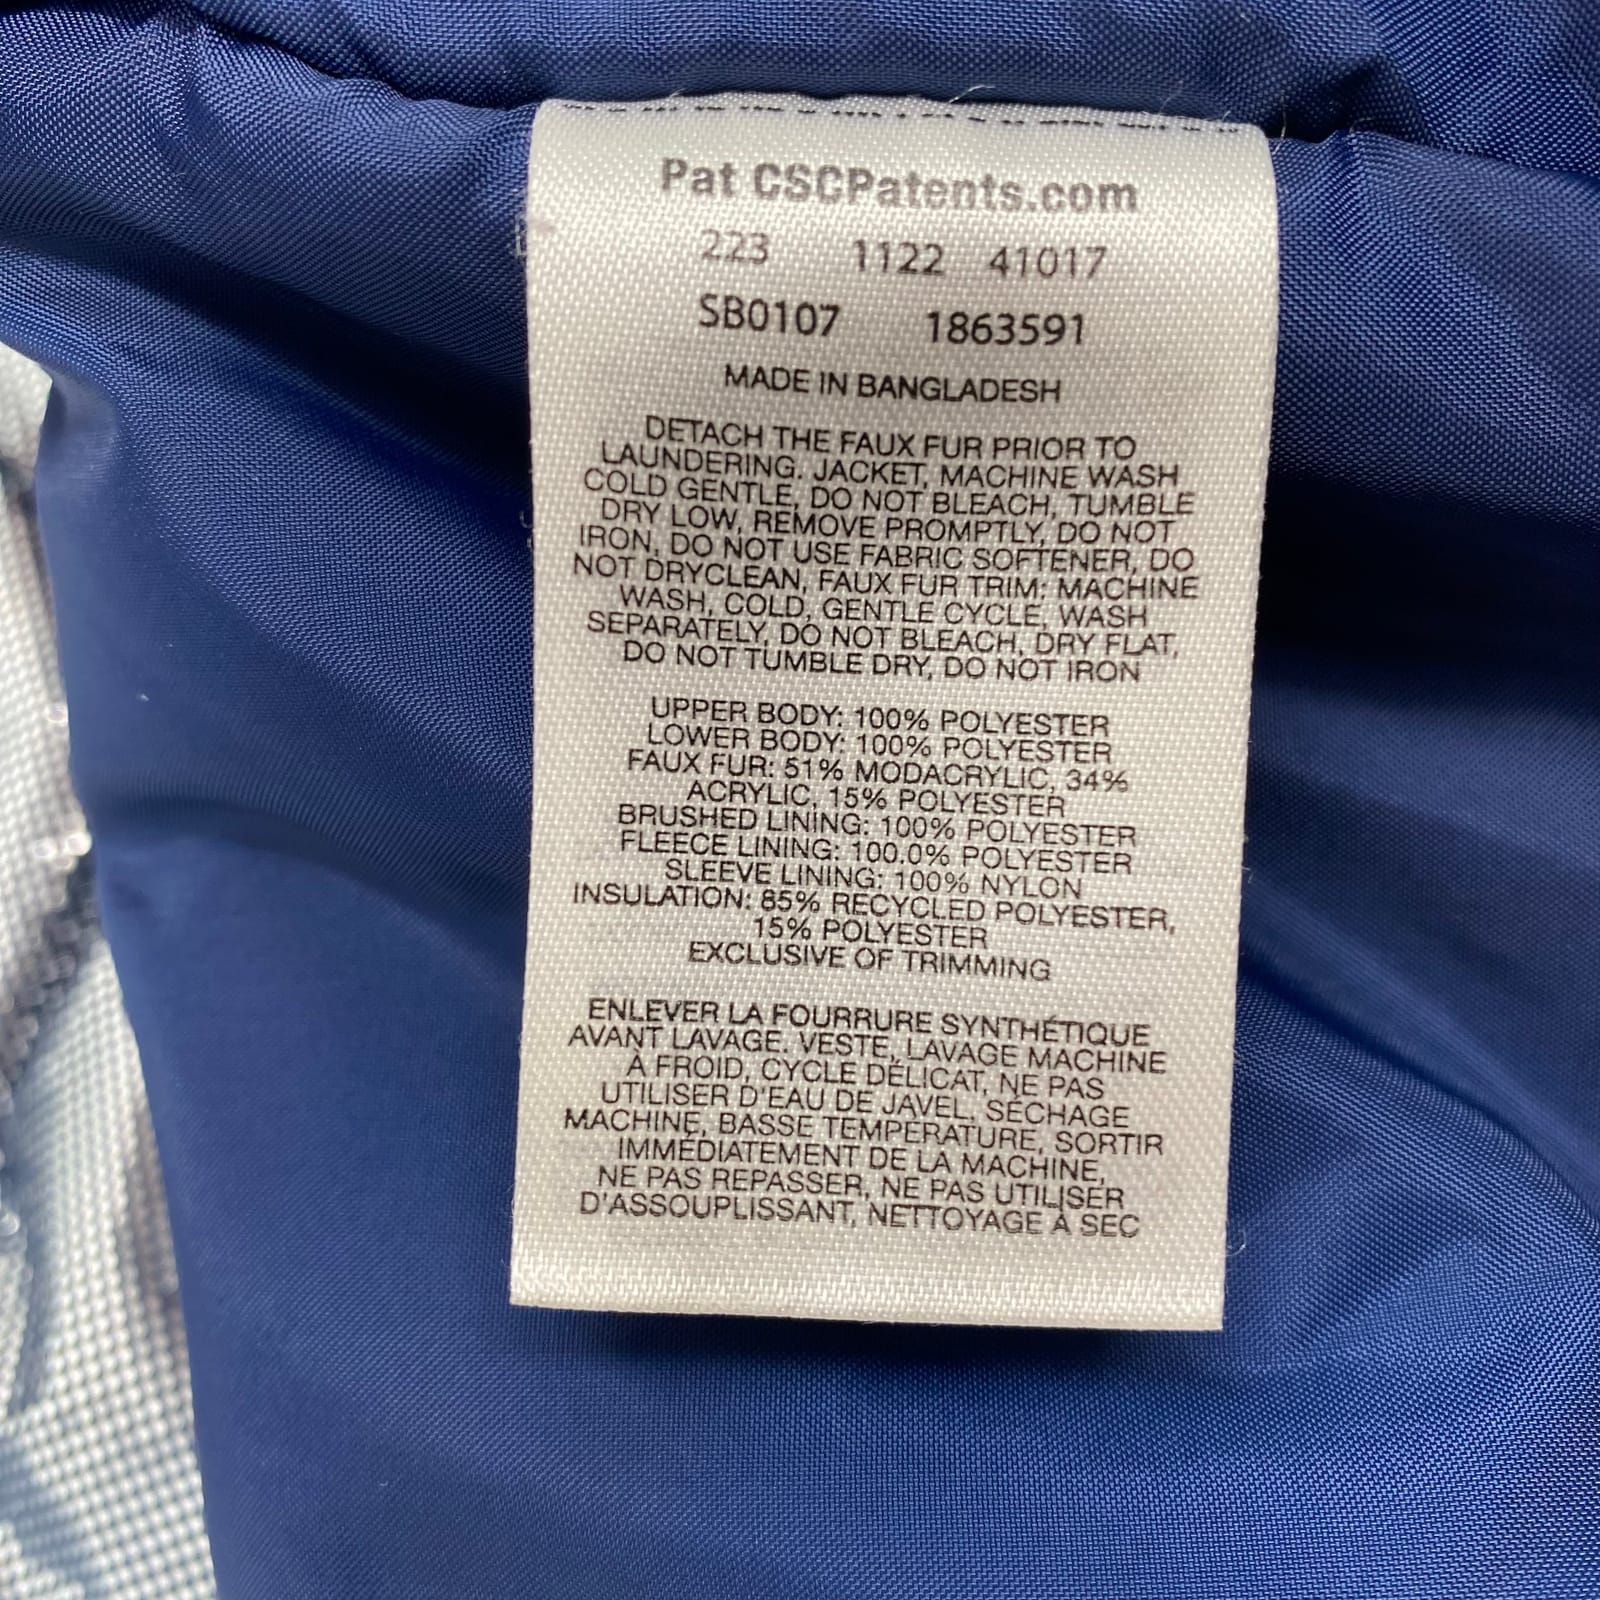 Pat CSCPatents.com
223 1122 41017
SB0107 1863591
MADE IN BANGLADESH
DETACH THE FAUX FUR PRIOR TO
LAUNDERING. JACKET, MACHINE WASH
COLD GENTLE, DO NOT BLEACH, TUMBLE
DRY LOW, REMOVE PROMPTLY, DO NOT
IRON, DO NOT USE FABRIC SOFTENER, DO
NOT DRYCLEAN, FAUX FUR TRIM: MACHINE
WASH, COLD, GENTLE CYCLE, WASH
SEPARATELY, DO NOT BLEACH, DRY FLAT,
DO NOT TUMBLE DRY, DO NOT IRON
UPPER BODY: 100% POLYESTER
LOWER BODY: 100% POLYESTER
FAUX FUR: 51% MODACRYLIC, 34%
ACRYLIC, 15% POLYESTER
BRUSHED LINING: 100% POLYESTER
FLEECE LINING: 100.0% POLYESTER
SLEEVE LINING: 100% NYLON
INSULATION: 85% RECYCLED POLYESTER,
15% POLYESTER
EXCLUSIVE OF TRIMMING
ENLEVER LA FOURRURE SYNTHÉTIQUE
AVANT LAVAGE. VESTE, LAVAGE MACHINE
À FROID, CYCLE DÉLICAT, NE PAS
UTILISER D'EAU DE JAVEL, SÉCHAGE
MACHINE, BASSE TEMPÉRATURE, SORTIR
IMMÉDIATEMENT DE LA MACHINE,
NE PAS REPASSER, NE PAS UTILISER
D'ASSOUPLISSANT, NETTOYAGE À SEC